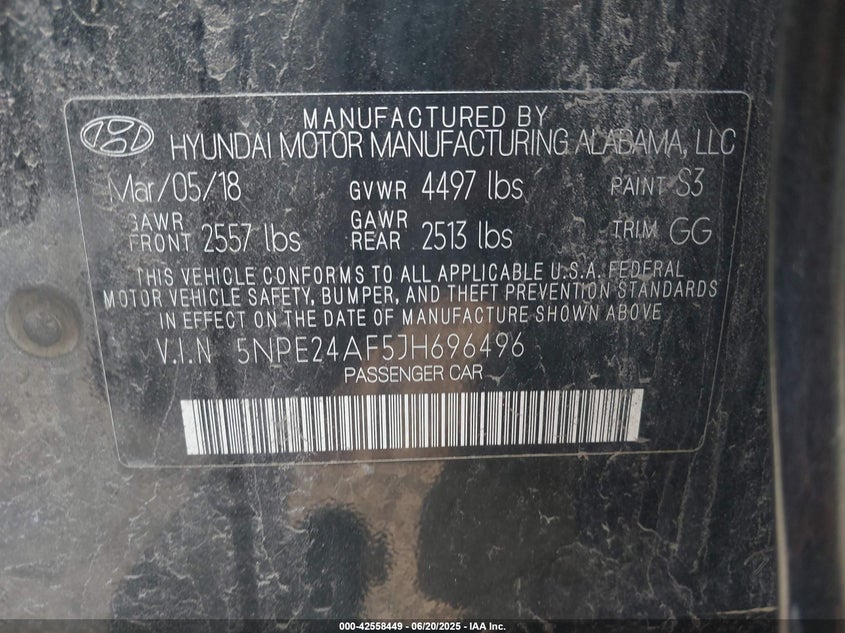 MANUFACTURED BY
HYUNDAI MOTOR MANUFACTURING ALABAMA, LLC
Mar/05/18 GVWR 4497 lbs PAINT S3
GAWR FRONT 2557 lbs GAWR REAR 2513 lbs TRIM GG
THIS VEHICLE CONFORMS TO ALL APPLICABLE U.S.A. FEDERAL
MOTOR VEHICLE SAFETY, BUMPER, AND THEFT PREVENTION STANDARDS
IN EFFECT ON THE DATE OF MANUFACTURE SHOWN ABOVE
V.I.N 5NPE24AF5JH696496
PASSENGER CAR
000-42558449 - 06/20/2025 - IAA Inc.